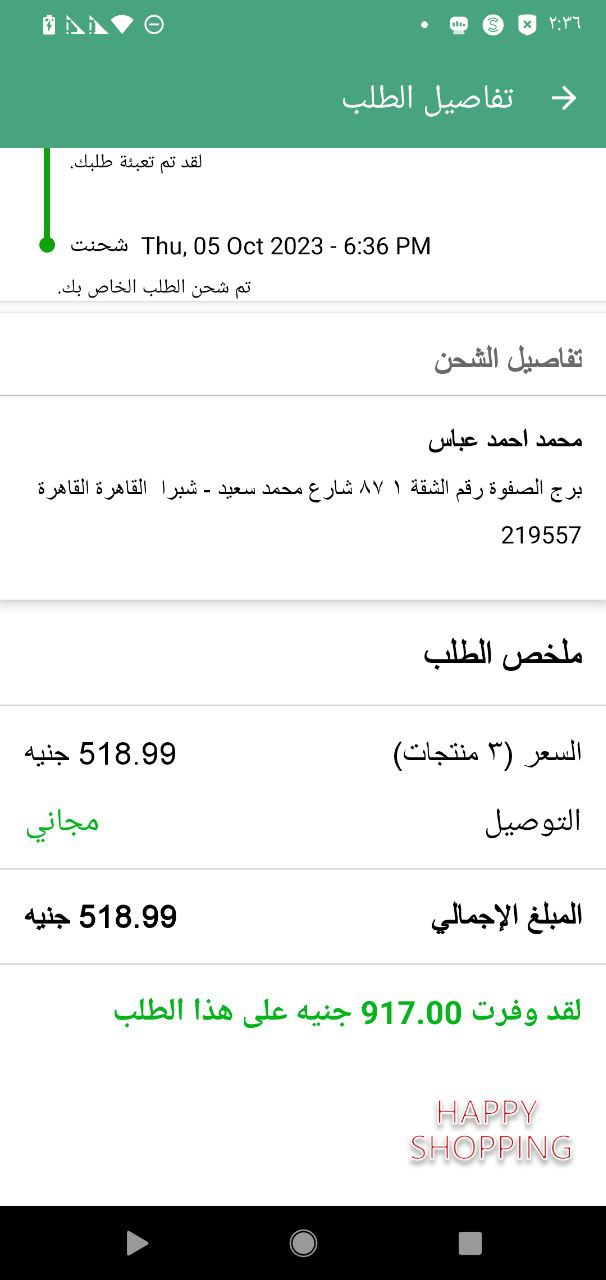 ٢:٣٦
تفاصيل الطلب
لقد تم تعبئة طلبك.
شحنت Thu, 05 Oct 2023 - 6:36 PM
تم شحن الطلب الخاص بك.
تفاصيل الشحن
محمد احمد عباس
برج الصفوة رقم الشقة ١ ٨٧ شارع محمد سعيد - شبرا القاهرة القاهرة
219557
ملخص الطلب
السعر (٣ منتجات) 518.99 جنيه
التوصيل مجاني
المبلغ الإجمالي 518.99 جنيه
لقد وفرت 917.00 جنيه على هذا الطلب
HAPPY
SHOPPING